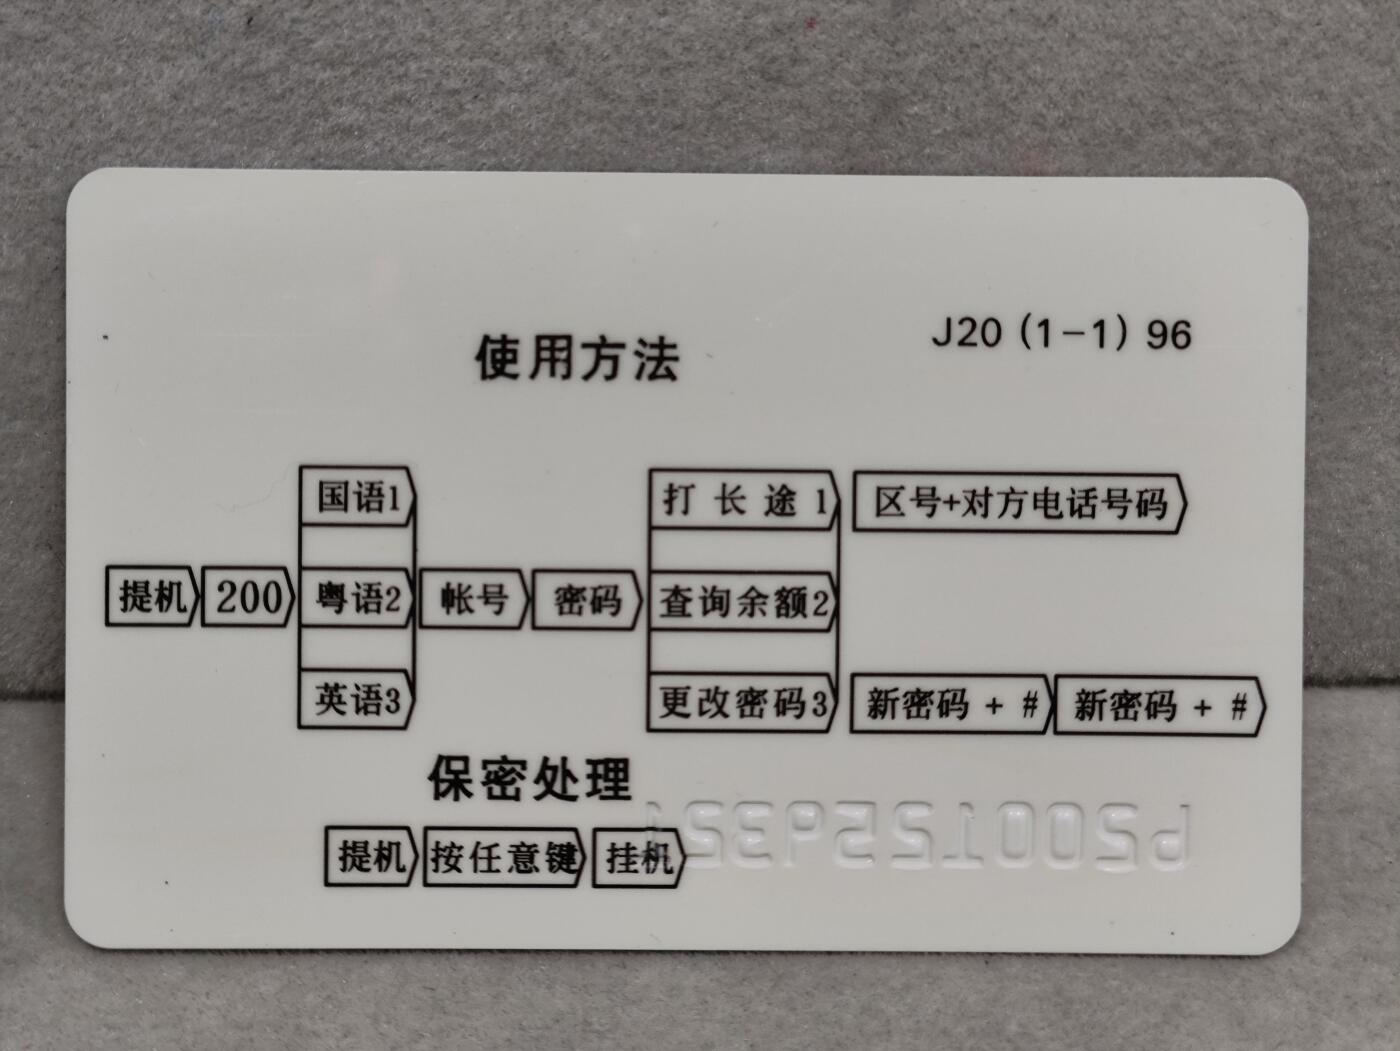 J20 (1-1) 96
使用方法
国语1
打长途1
区号+对方电话号码
提机
200
粤语2
帐号
密码
查询余额2
英语3
更改密码3
新密码 + #
新密码 + #
保密处理
提机
按任意键
挂机